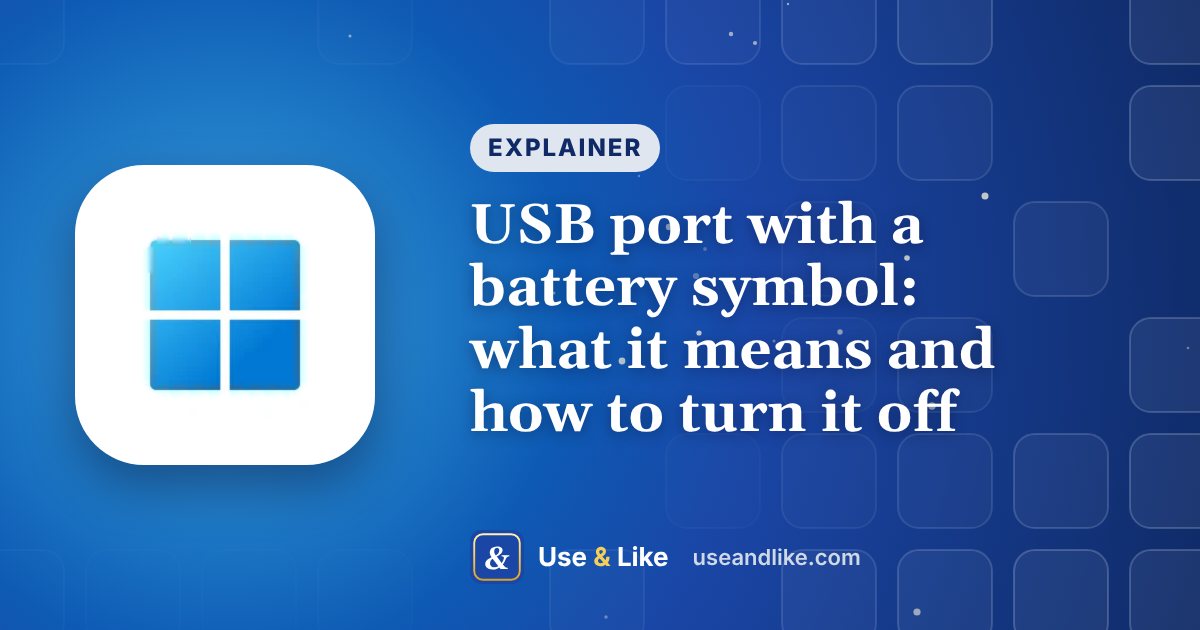 EXPLAINER
USB port with a
battery symbol:
what it means and
how to turn it off
& Use & Like useandlike.com